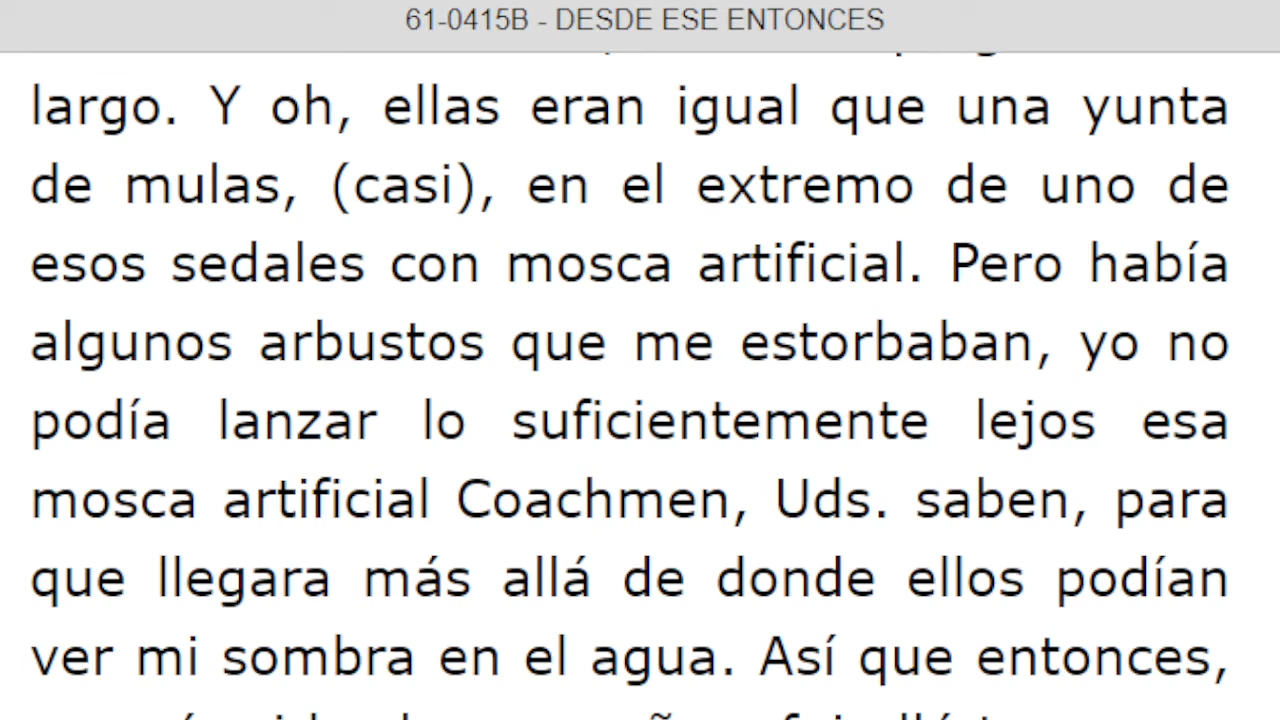 61-0415B - DESDE ESE ENTONCES
largo. Y oh, ellas eran igual que una yunta
de mulas, (casi), en el extremo de uno de
esos sedales con mosca artificial. Pero había
algunos arbustos que me estorbaban, yo no
podía lanzar lo suficientemente lejos esa
mosca artificial Coachmen, Uds. saben, para
que llegara más allá de donde ellos podían
ver mi sombra en el agua. Así que entonces,